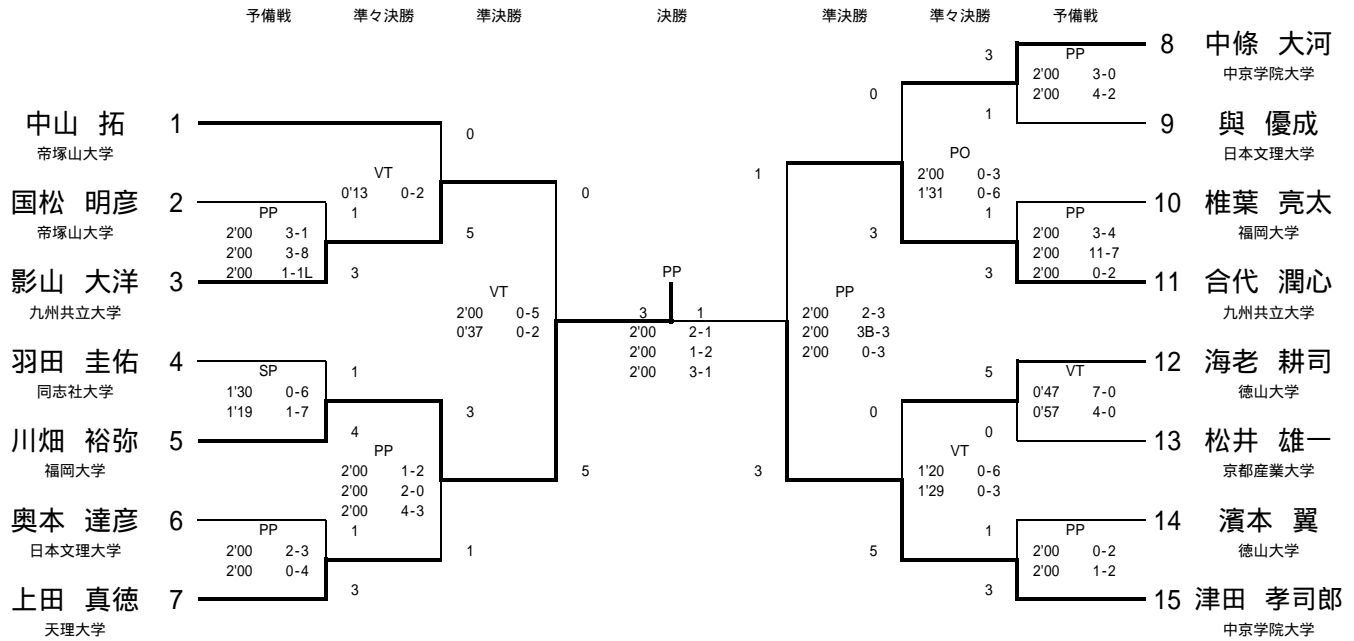 予備戦 準々決勝 準決勝 決勝 準決勝 準々決勝 予備戦
中山 拓 1
帝塚山大学
国松 明彦 2
帝塚山大学
影山 大洋 3
九州共立大学
羽田 圭佑 4
同志社大学
川畑 裕弥 5
福岡大学
奥本 達彦 6
日本文理大学
上田 真徳 7
天理大学
PP
2'00 3-1
2'00 3-8
2'00 1-1L
1
3
SP
1'30 0-6
1'19 1-7
1
4
PP
2'00 2-3
2'00 0-4
1
3
VT
0'13 0-2
0
5
PP
2'00 1-2
2'00 2-0
2'00 4-3
3
1
VT
2'00 0-5
0'37 0-2
0
5
PP
3 1
2'00 2-1
2'00 1-2
2'00 3-1
1
3
PP
2'00 2-3
2'00 3B-3
2'00 0-3
0
3
PO
2'00 0-3
1'31 0-6
0
5
VT
1'20 0-6
1'29 0-3
3
1
PP
2'00 3-0
2'00 4-2
1
3
PP
2'00 3-4
2'00 11-7
2'00 0-2
5
0
VT
0'47 7-0
0'57 4-0
1
3
PP
2'00 0-2
2'00 1-2
8 中條 大河
中京学院大学
9 與 優成
日本文理大学
10 椎葉 亮太
福岡大学
11 合代 潤心
九州共立大学
12 海老 耕司
徳山大学
13 松井 雄一
京都産業大学
14 濱本 翼
徳山大学
15 津田 孝司郎
中京学院大学